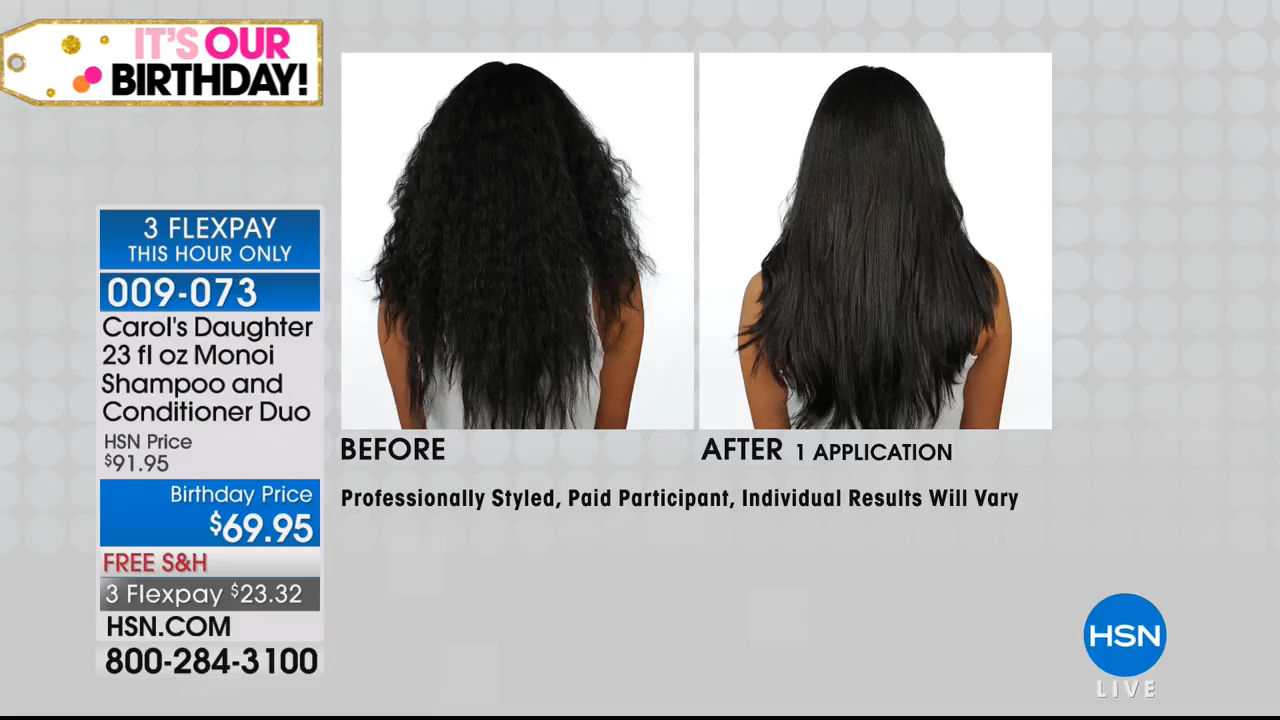 IT'S OUR
BIRTHDAY!
3 FLEXPAY
THIS HOUR ONLY
009-073
Carol's Daughter
23 fl oz Monoi
Shampoo and
Conditioner Duo
HSN Price
$91.95
Birthday Price
$69.95
FREE S&H
3 Flexpay $23.32
HSN.COM
800-284-3100
BEFORE
AFTER 1 APPLICATION
Professionally Styled, Paid Participant, Individual Results Will Vary
HSN
LIVE